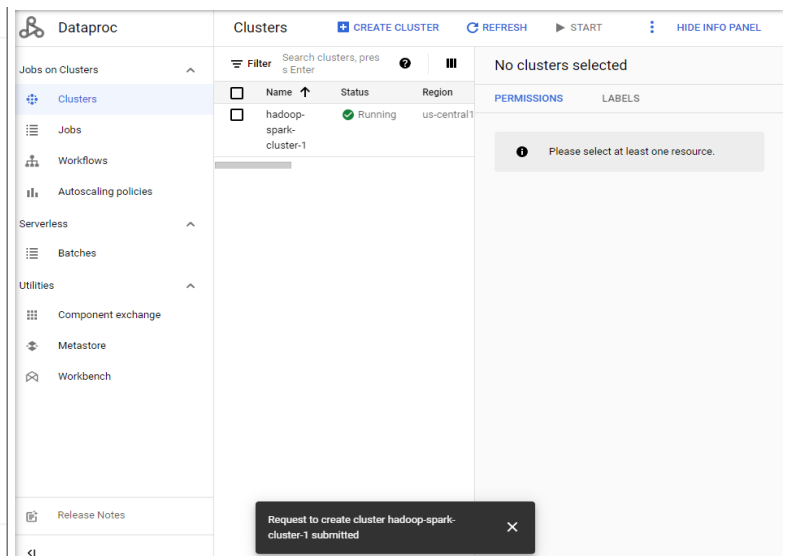 Dataproc
Clusters
CREATE CLUSTER
REFRESH
START
HIDE INFO PANEL
Jobs on Clusters
Clusters
Jobs
Workflows
Autoscaling policies
Serverless
Batches
Utilities
Component exchange
Metastore
Workbench
Release Notes
Filter
Search clusters, pres
s Enter
Name
Status
Region
hadoop-
spark-
cluster-1
Running
us-central1
No clusters selected
PERMISSIONS
LABELS
Please select at least one resource.
Request to create cluster hadoop-spark-
cluster-1 submitted